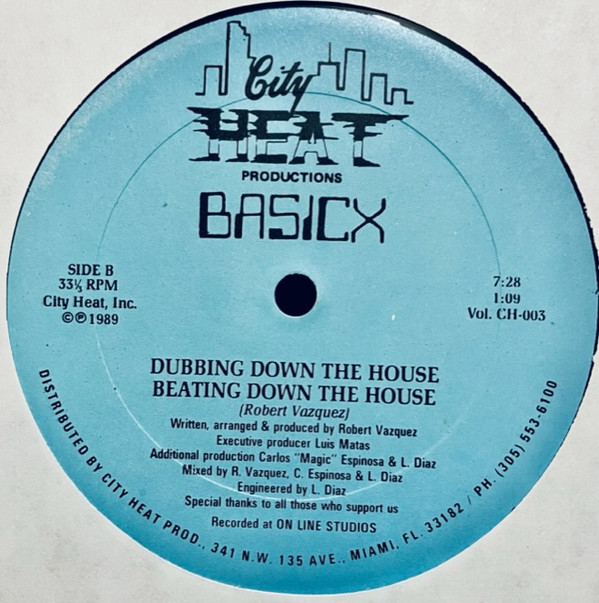 City
HEAT
PRODUCTIONS
BASICX
SIDE B
33⅓ RPM
City Heat, Inc.
©℗1989
7:28
1:09
Vol. CH-003
DUBBING DOWN THE HOUSE
BEATING DOWN THE HOUSE
(Robert Vazquez)
Written, arranged & produced by Robert Vazquez
Executive producer Luis Matas
Additional production Carlos "Magic" Espinosa & L. Diaz
Mixed by R. Vazquez, C. Espinosa & L. Diaz
Engineered by L. Diaz
Special thanks to all those who support us
Recorded at ON LINE STUDIOS
DISTRIBUTED BY CITY HEAT PROD., 341 N.W. 135 AVE., MIAMI, FL. 33182 / PH. (305) 553-6100